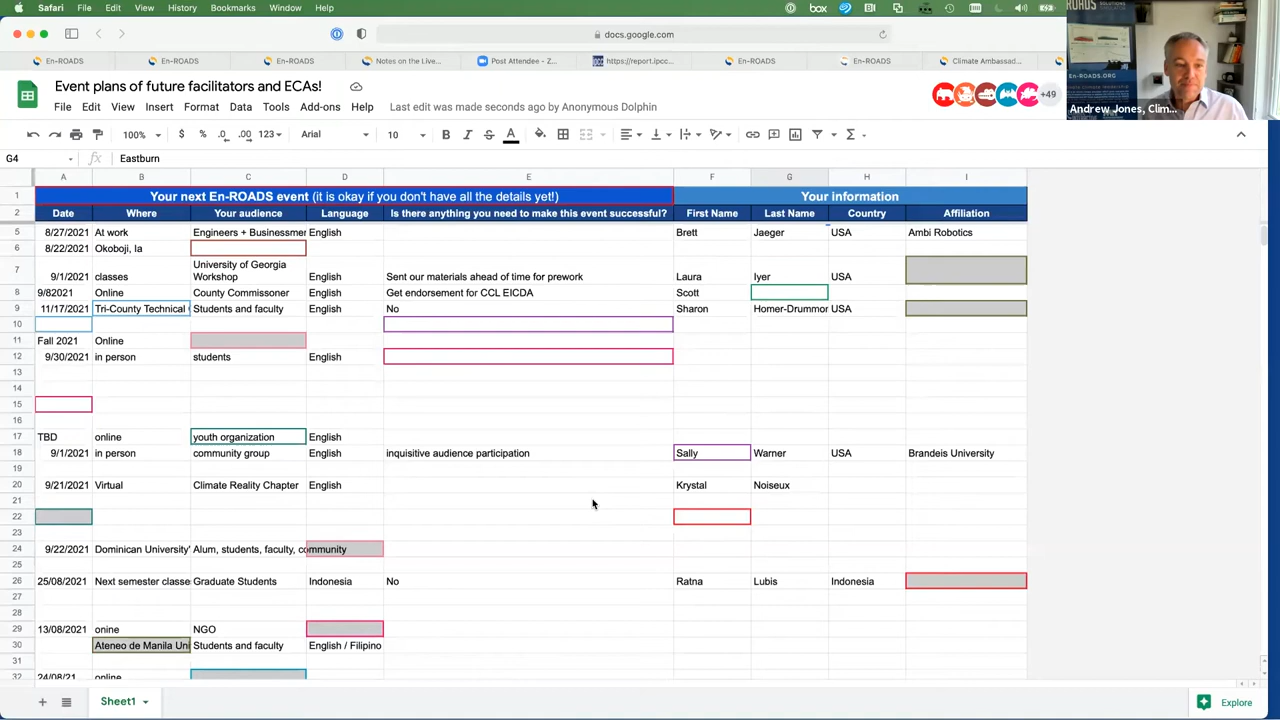 Safari File Edit View History Bookmarks Window Help
box
docs.google.com
En-ROADS
En-ROADS
En-ROADS
Notes on the Live...
Post Attendee - Z...
https://report.ipcc...
En-ROADS
En-ROADS
Climate Ambassad...
Event plans of future facilitators and ECAs!
+49
File Edit View Insert Format Data Tools Add-ons Help
was made seconds ago by Anonymous Dolphin
100% $ % .0 .00 123 Arial 10 B I S A
G4 fx Eastburn
A B C D E F G H I
1 Your next En-ROADS event (it is okay if you don't have all the details yet!) Your information
2 Date Where Your audience Language Is there anything you need to make this event successful? First Name Last Name Country Affiliation
5 8/27/2021 At work Engineers + Businessmer English Brett Jaeger USA Ambi Robotics
6 8/22/2021 Okoboji, Ia
7 9/1/2021 classes University of Georgia Workshop English Sent our materials ahead of time for prework Laura Iyer USA
8 9/82021 Online County Commissoner English Get endorsement for CCL EICDA Scott
9 11/17/2021 Tri-County Technical Students and faculty English No Sharon Homer-Drummor USA
10
11 Fall 2021 Online
12 9/30/2021 in person students English
13
14
15
16
17 TBD online youth organization English
18 9/1/2021 in person community group English inquisitive audience participation Sally Warner USA Brandeis University
19
20 9/21/2021 Virtual Climate Reality Chapter English Krystal Noiseux
21
22
23
24 9/22/2021 Dominican University' Alum, students, faculty, community
25
26 25/08/2021 Next semester classe Graduate Students Indonesia No Ratna Lubis Indonesia
27
28
29 13/08/2021 onine NGO
30 Ateneo de Manila Uni Students and faculty English / Filipino
31
32 24/08/21 online
Sheet1
Explore
En-ROADS.ORG
Andrew Jones, Clim...